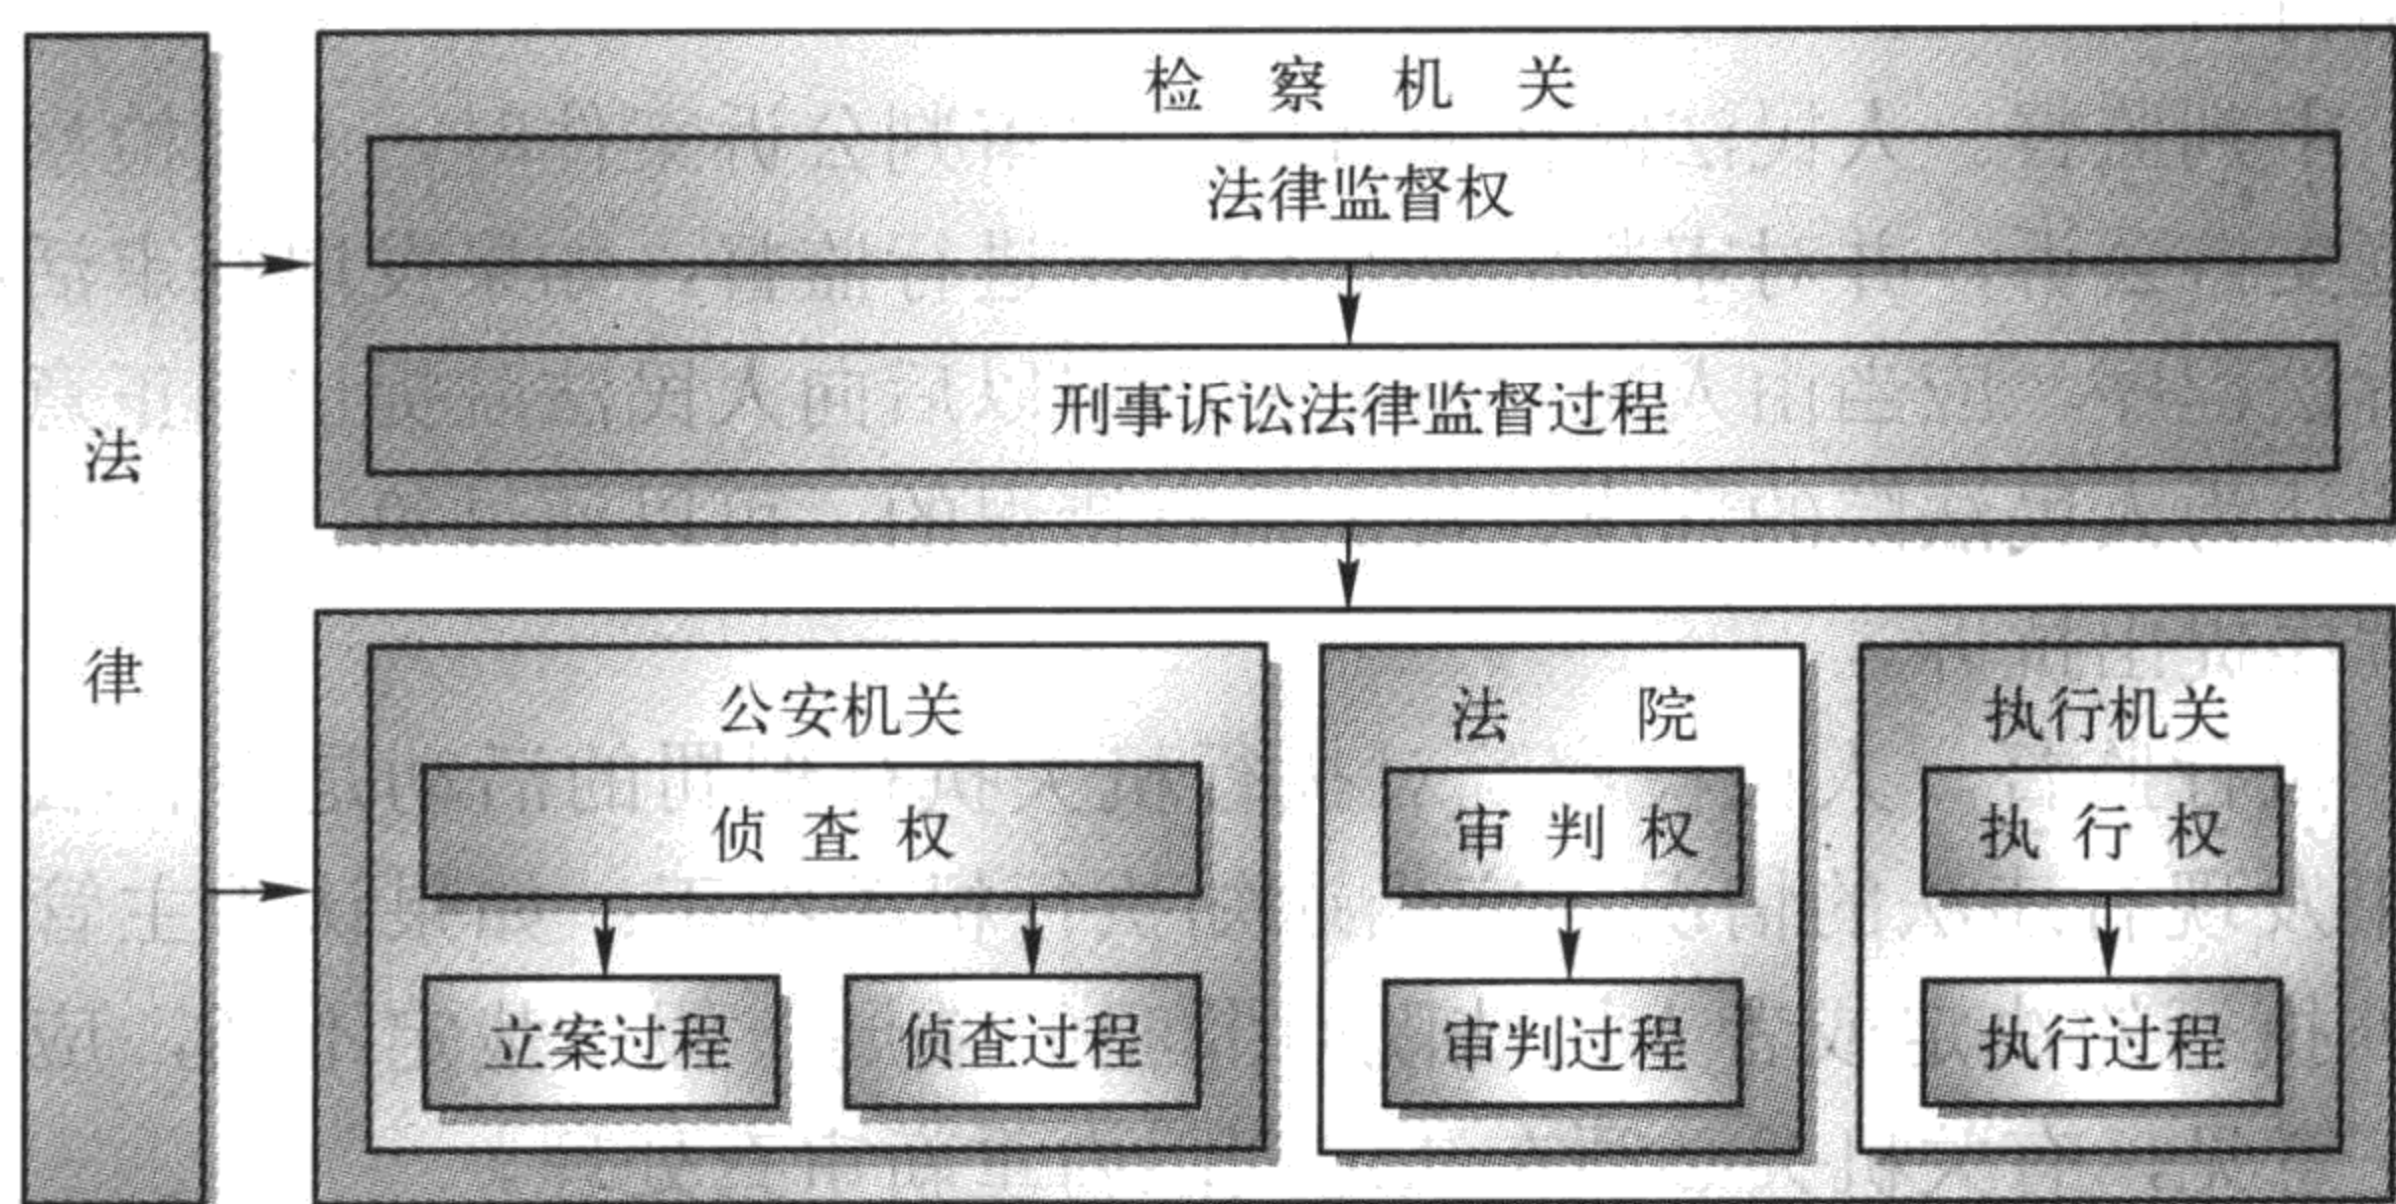 法律
检察机关
法律监督权
刑事诉讼法律监督过程
公安机关
侦查权
立案过程
侦查过程
法院
审判权
审判过程
执行机关
执行权
执行过程